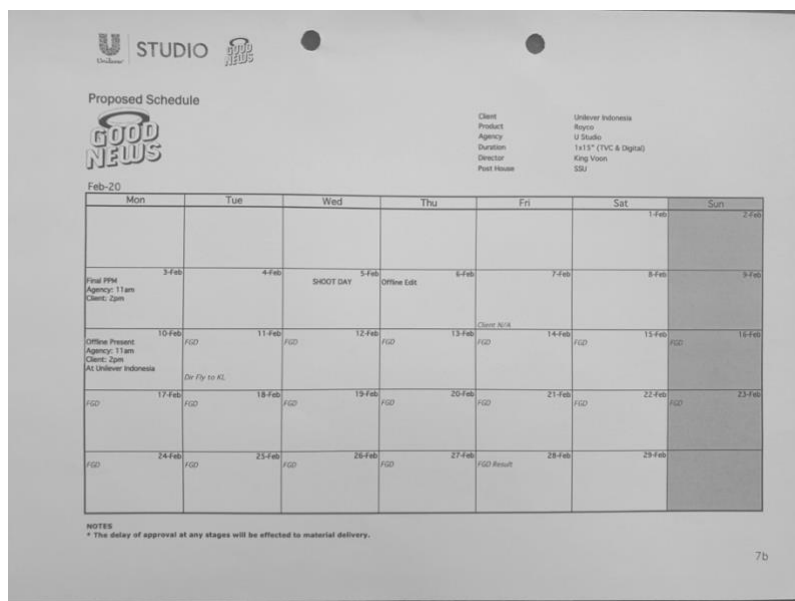 Unilever
STUDIO
GOOD NEWS
Proposed Schedule
GOOD
NEWS
Client Unilever Indonesia
Product Royco
Agency U Studio
Duration 1x15" (TVC & Digital)
Director King Voon
Post House SSU
Feb-20
Mon Tue Wed Thu Fri Sat Sun
1-Feb 2-Feb
3-Feb 4-Feb 5-Feb 6-Feb 7-Feb 8-Feb 9-Feb
Final PPM SHOOT DAY Offline Edit
Agency: 11am
Client: 2pm
Client N/A
10-Feb 11-Feb 12-Feb 13-Feb 14-Feb 15-Feb 16-Feb
Offline Present FGD FGD FGD FGD FGD FGD
Agency: 11am
Client: 2pm
At Unilever Indonesia
Dir Fly to KL
17-Feb 18-Feb 19-Feb 20-Feb 21-Feb 22-Feb 23-Feb
FGD FGD FGD FGD FGD FGD FGD
24-Feb 25-Feb 26-Feb 27-Feb 28-Feb 29-Feb
FGD FGD FGD FGD FGD Result
NOTES
* The delay of approval at any stages will be effected to material delivery.
7b